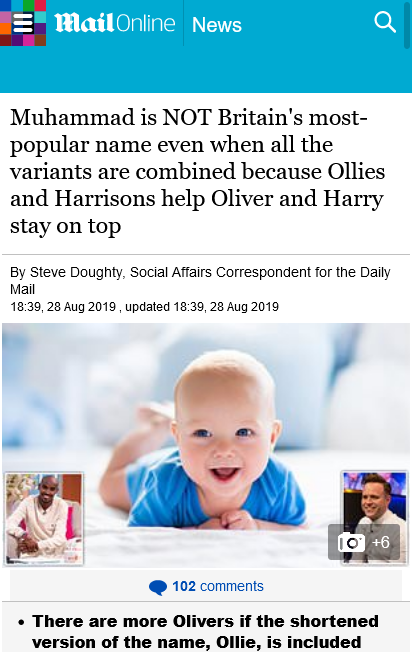 Mail Online News
Muhammad is NOT Britain's most-
popular name even when all the
variants are combined because Ollies
and Harrisons help Oliver and Harry
stay on top
By Steve Doughty, Social Affairs Correspondent for the Daily
Mail
18:39, 28 Aug 2019 , updated 18:39, 28 Aug 2019
+6
102 comments
• There are more Olivers if the shortened
version of the name, Ollie, is included